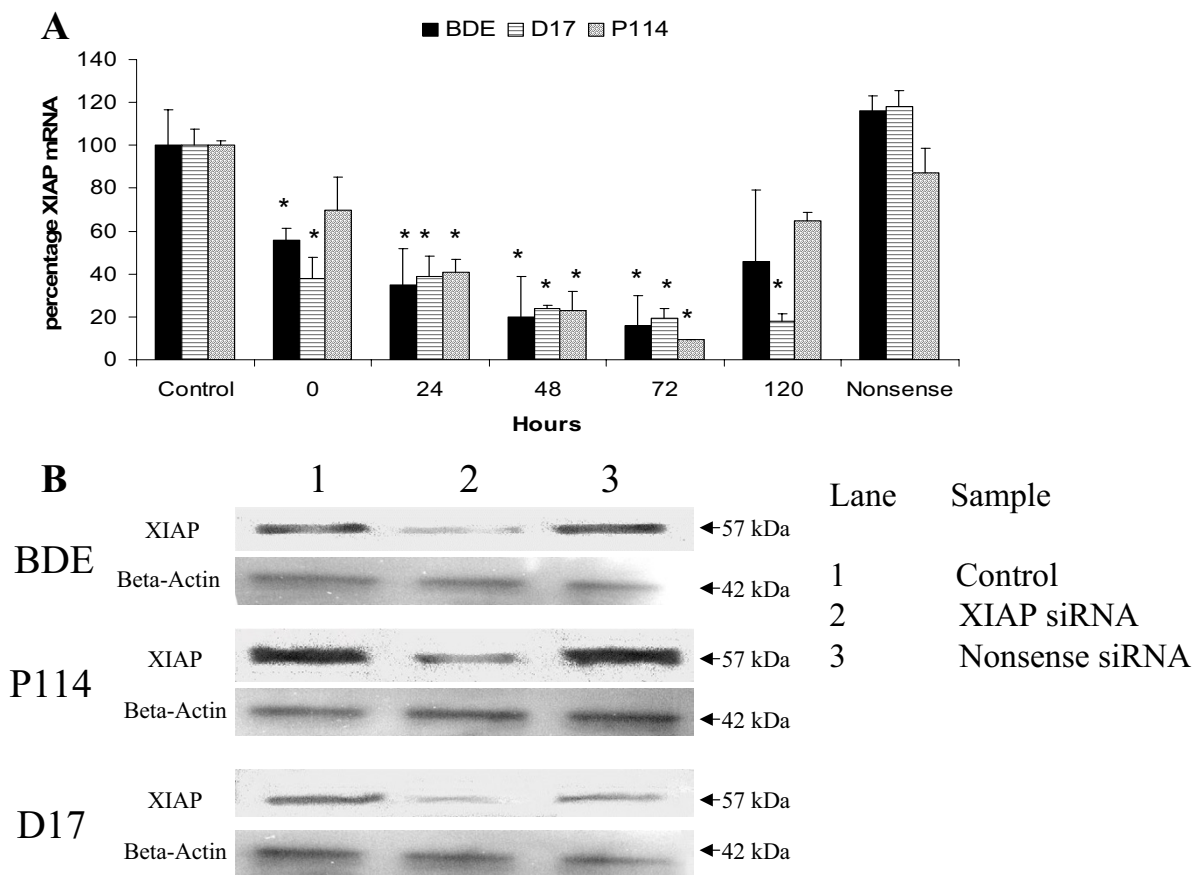 A
BDE D17 P114
percentage XIAP mRNA
140
120
100
80
60
40
20
0
* * * * * * * * * * * *
Control 0 24 48 72 120 Nonsense
Hours
B
1 2 3
BDE
XIAP 57 kDa
Beta-Actin 42 kDa
P114
XIAP 57 kDa
Beta-Actin 42 kDa
D17
XIAP 57 kDa
Beta-Actin 42 kDa
Lane Sample
1 Control
2 XIAP siRNA
3 Nonsense siRNA